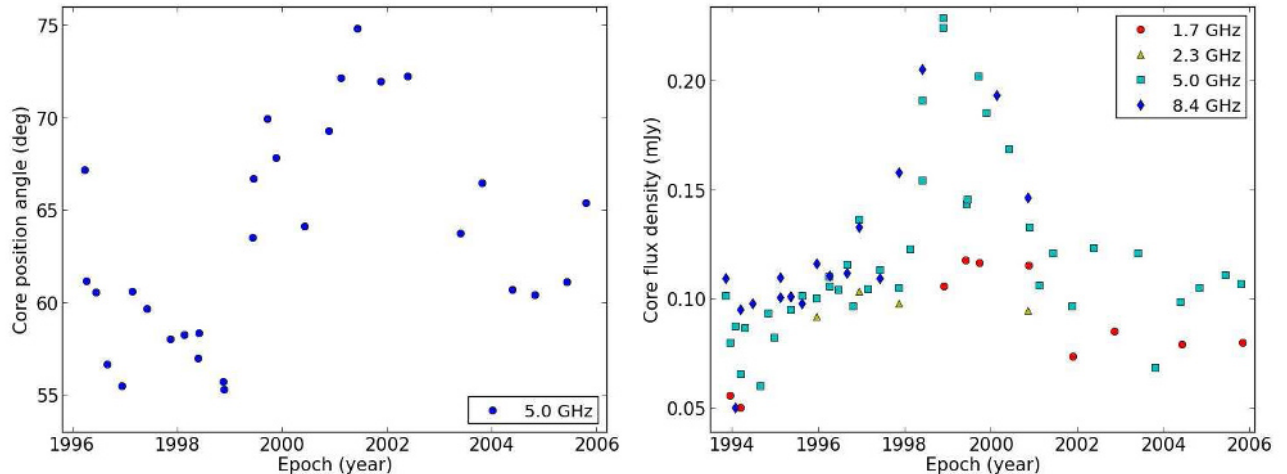 75
70
65
60
55
Core position angle (deg)
5.0 GHz
1996 1998 2000 2002 2004 2006
Epoch (year)
0.20
0.15
0.10
0.05
Core flux density (mJy)
1.7 GHz
2.3 GHz
5.0 GHz
8.4 GHz
1994 1996 1998 2000 2002 2004 2006
Epoch (year)